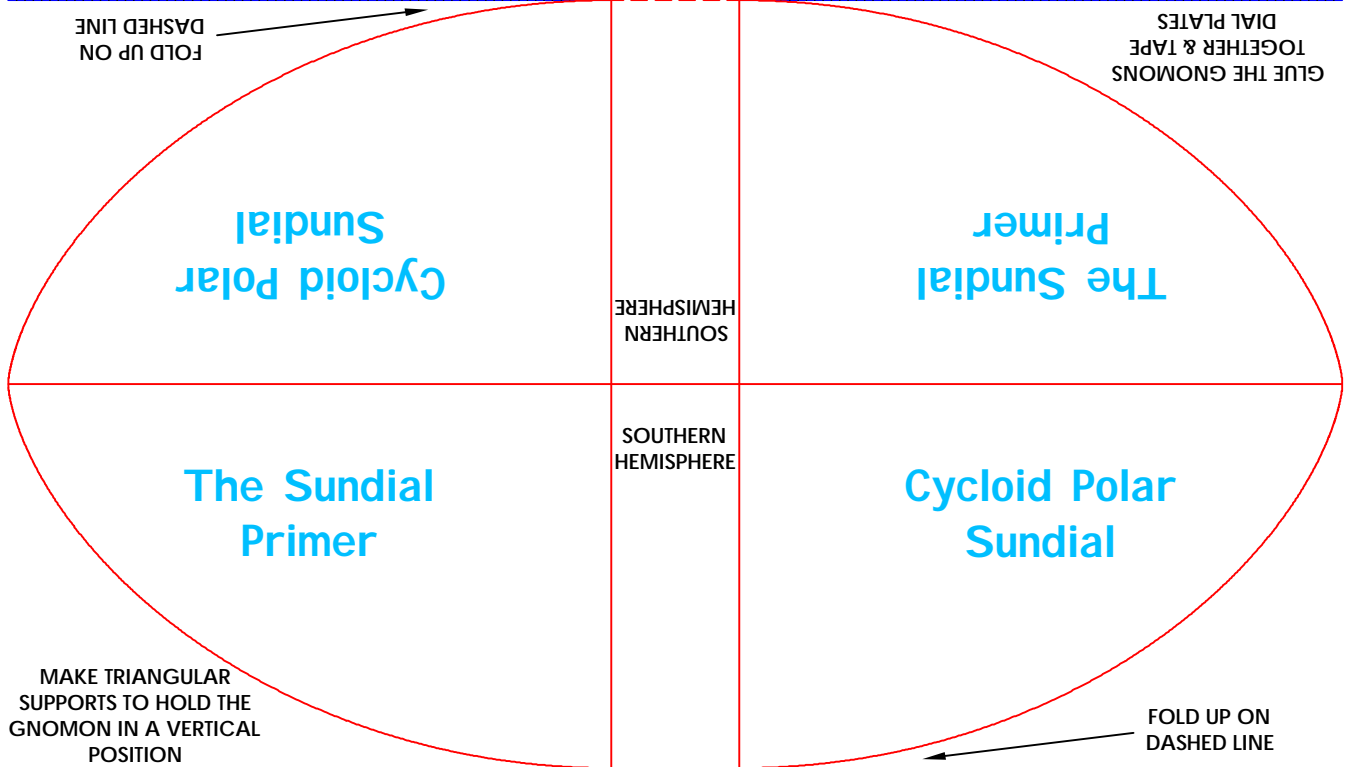 FOLD UP ON
DASHED LINE
GLUE THE GNOMONS
TOGETHER & TAPE
DIAL PLATES
Cycloid Polar
Sundial
The Sundial
Primer
SOUTHERN
HEMISPHERE
SOUTHERN
HEMISPHERE
The Sundial
Primer
Cycloid Polar
Sundial
MAKE TRIANGULAR
SUPPORTS TO HOLD THE
GNOMON IN A VERTICAL
POSITION
FOLD UP ON
DASHED LINE